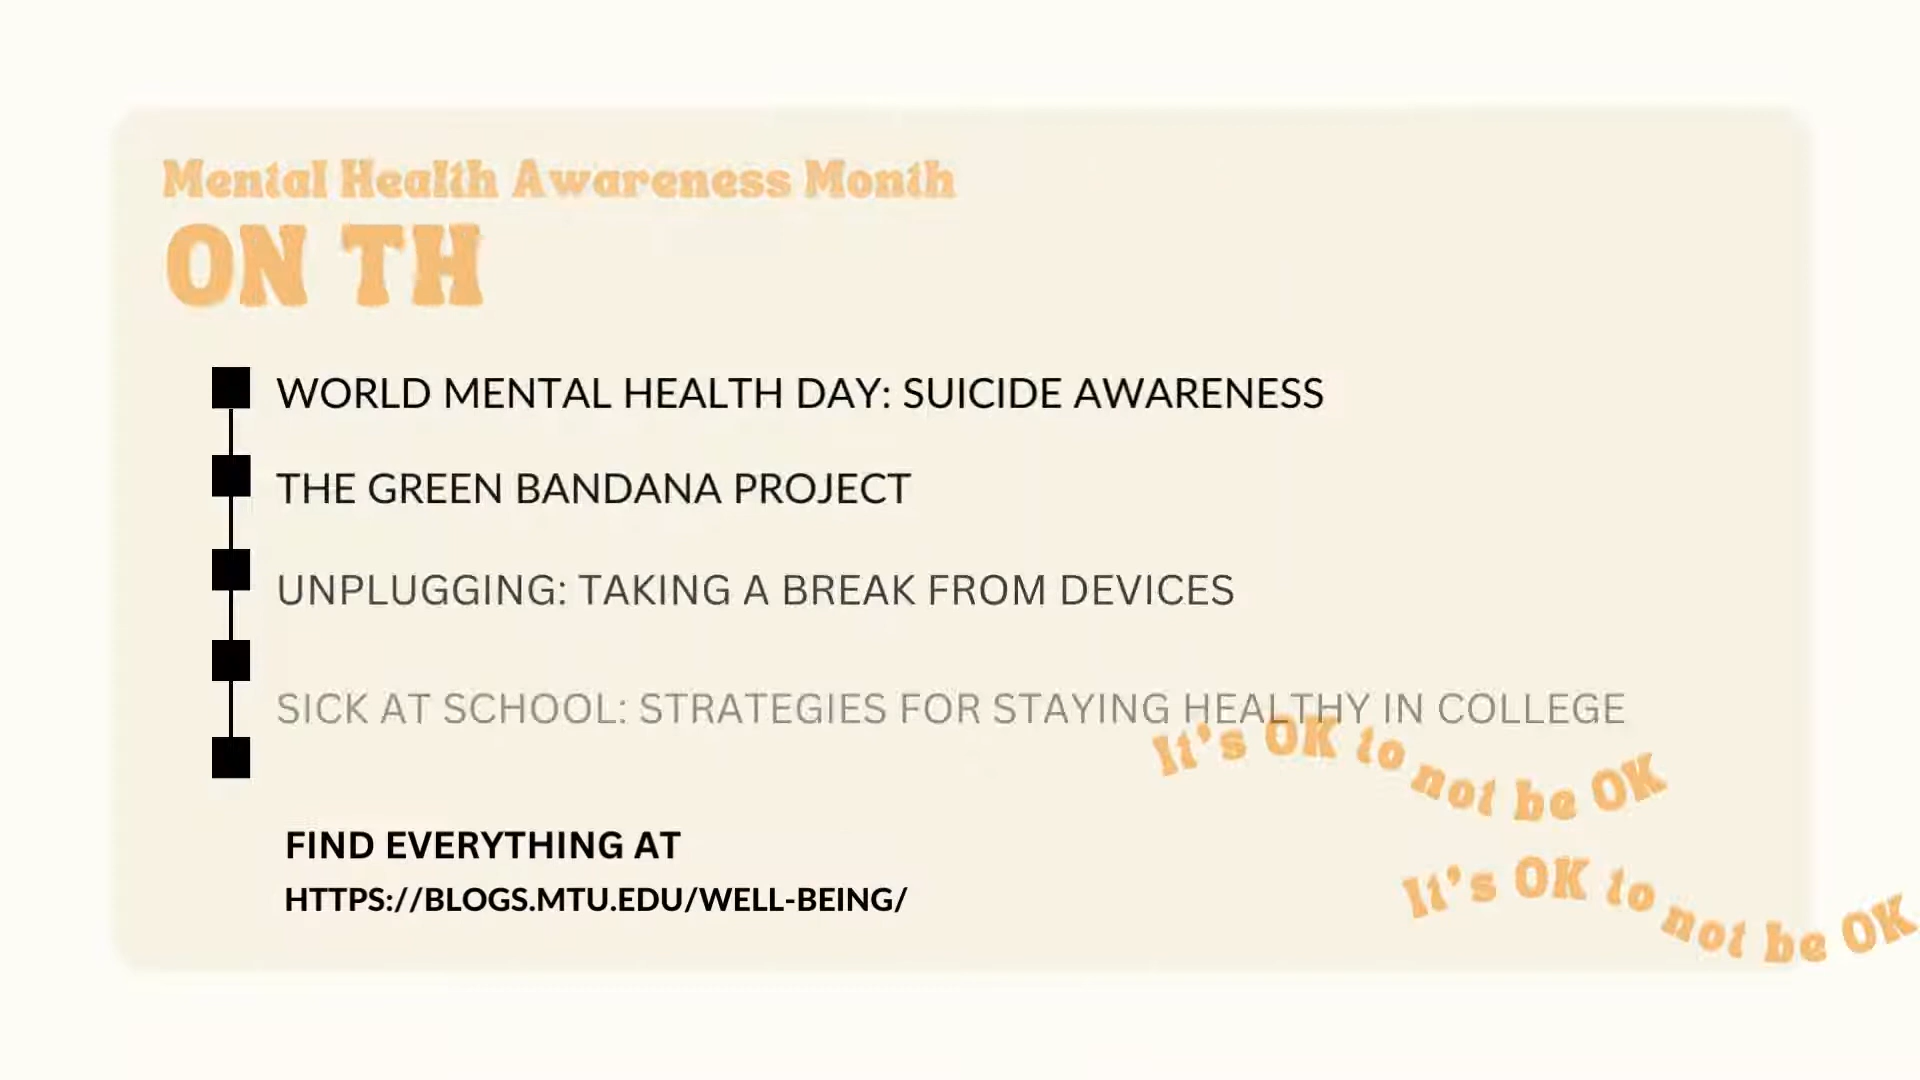 Mental Health Awareness Month
ON TH
WORLD MENTAL HEALTH DAY: SUICIDE AWARENESS
THE GREEN BANDANA PROJECT
UNPLUGGING: TAKING A BREAK FROM DEVICES
SICK AT SCHOOL: STRATEGIES FOR STAYING HEALTHY IN COLLEGE
It's OK to not be OK
FIND EVERYTHING AT
HTTPS://BLOGS.MTU.EDU/WELL-BEING/
It's OK to not be OK